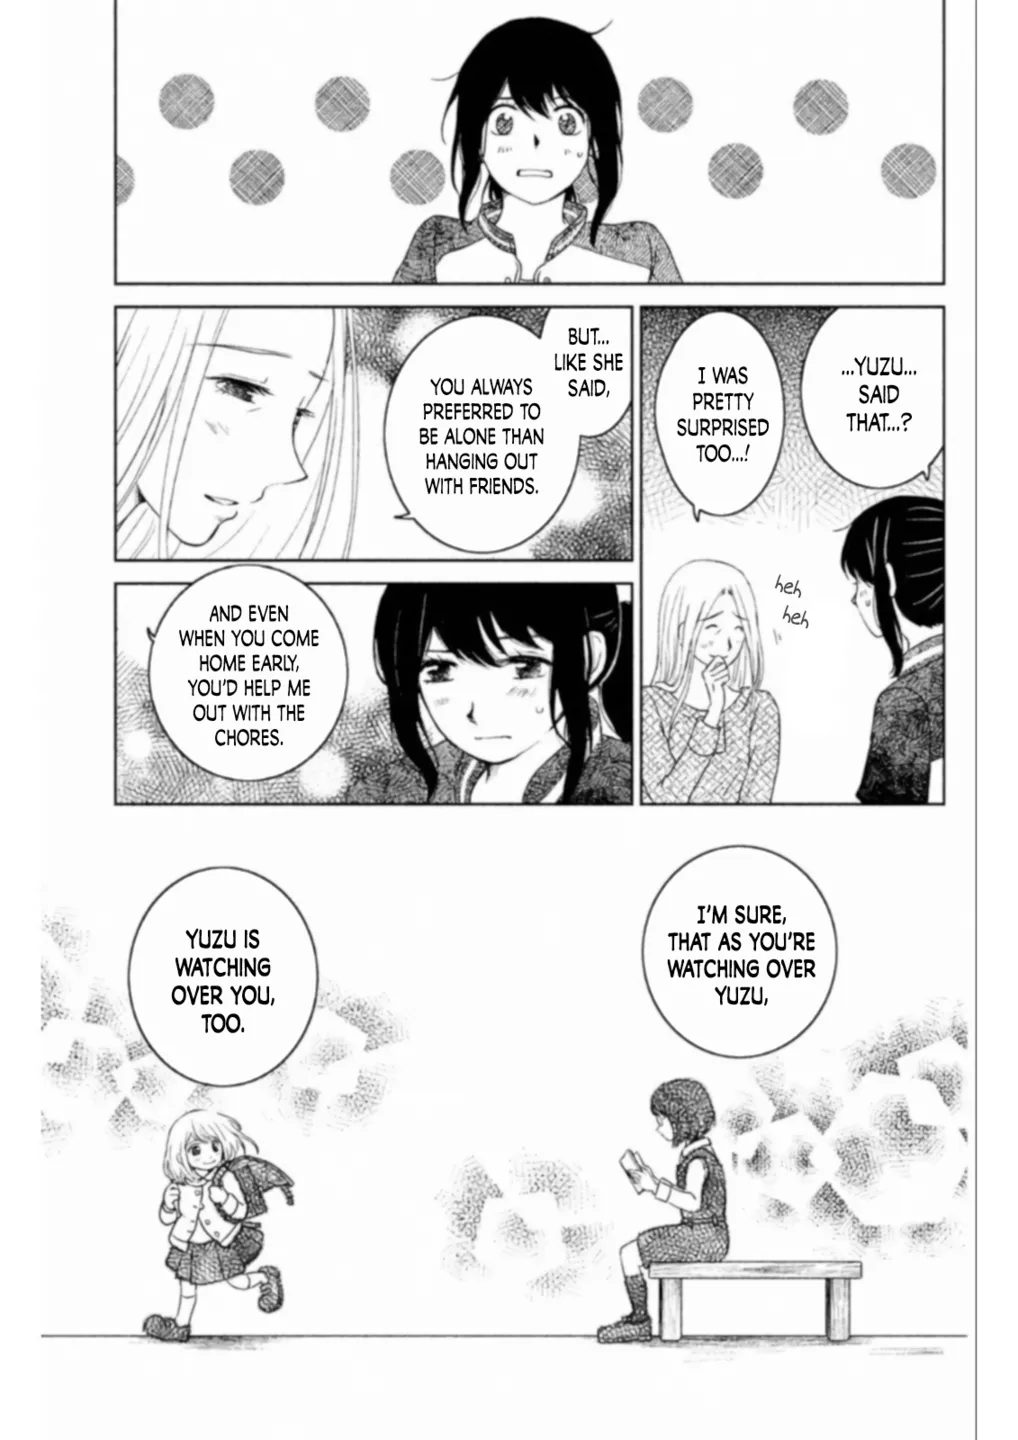 ...YUZU...
SAID
THAT...?
I WAS
PRETTY
SURPRISED
TOO...!
heh
heh
BUT...
LIKE SHE
SAID,
YOU ALWAYS
PREFERRED TO
BE ALONE THAN
HANGING OUT
WITH FRIENDS.
AND EVEN
WHEN YOU COME
HOME EARLY,
YOU'D HELP ME
OUT WITH THE
CHORES.
I'M SURE,
THAT AS YOU'RE
WATCHING OVER
YUZU,
YUZU IS
WATCHING
OVER YOU,
TOO.